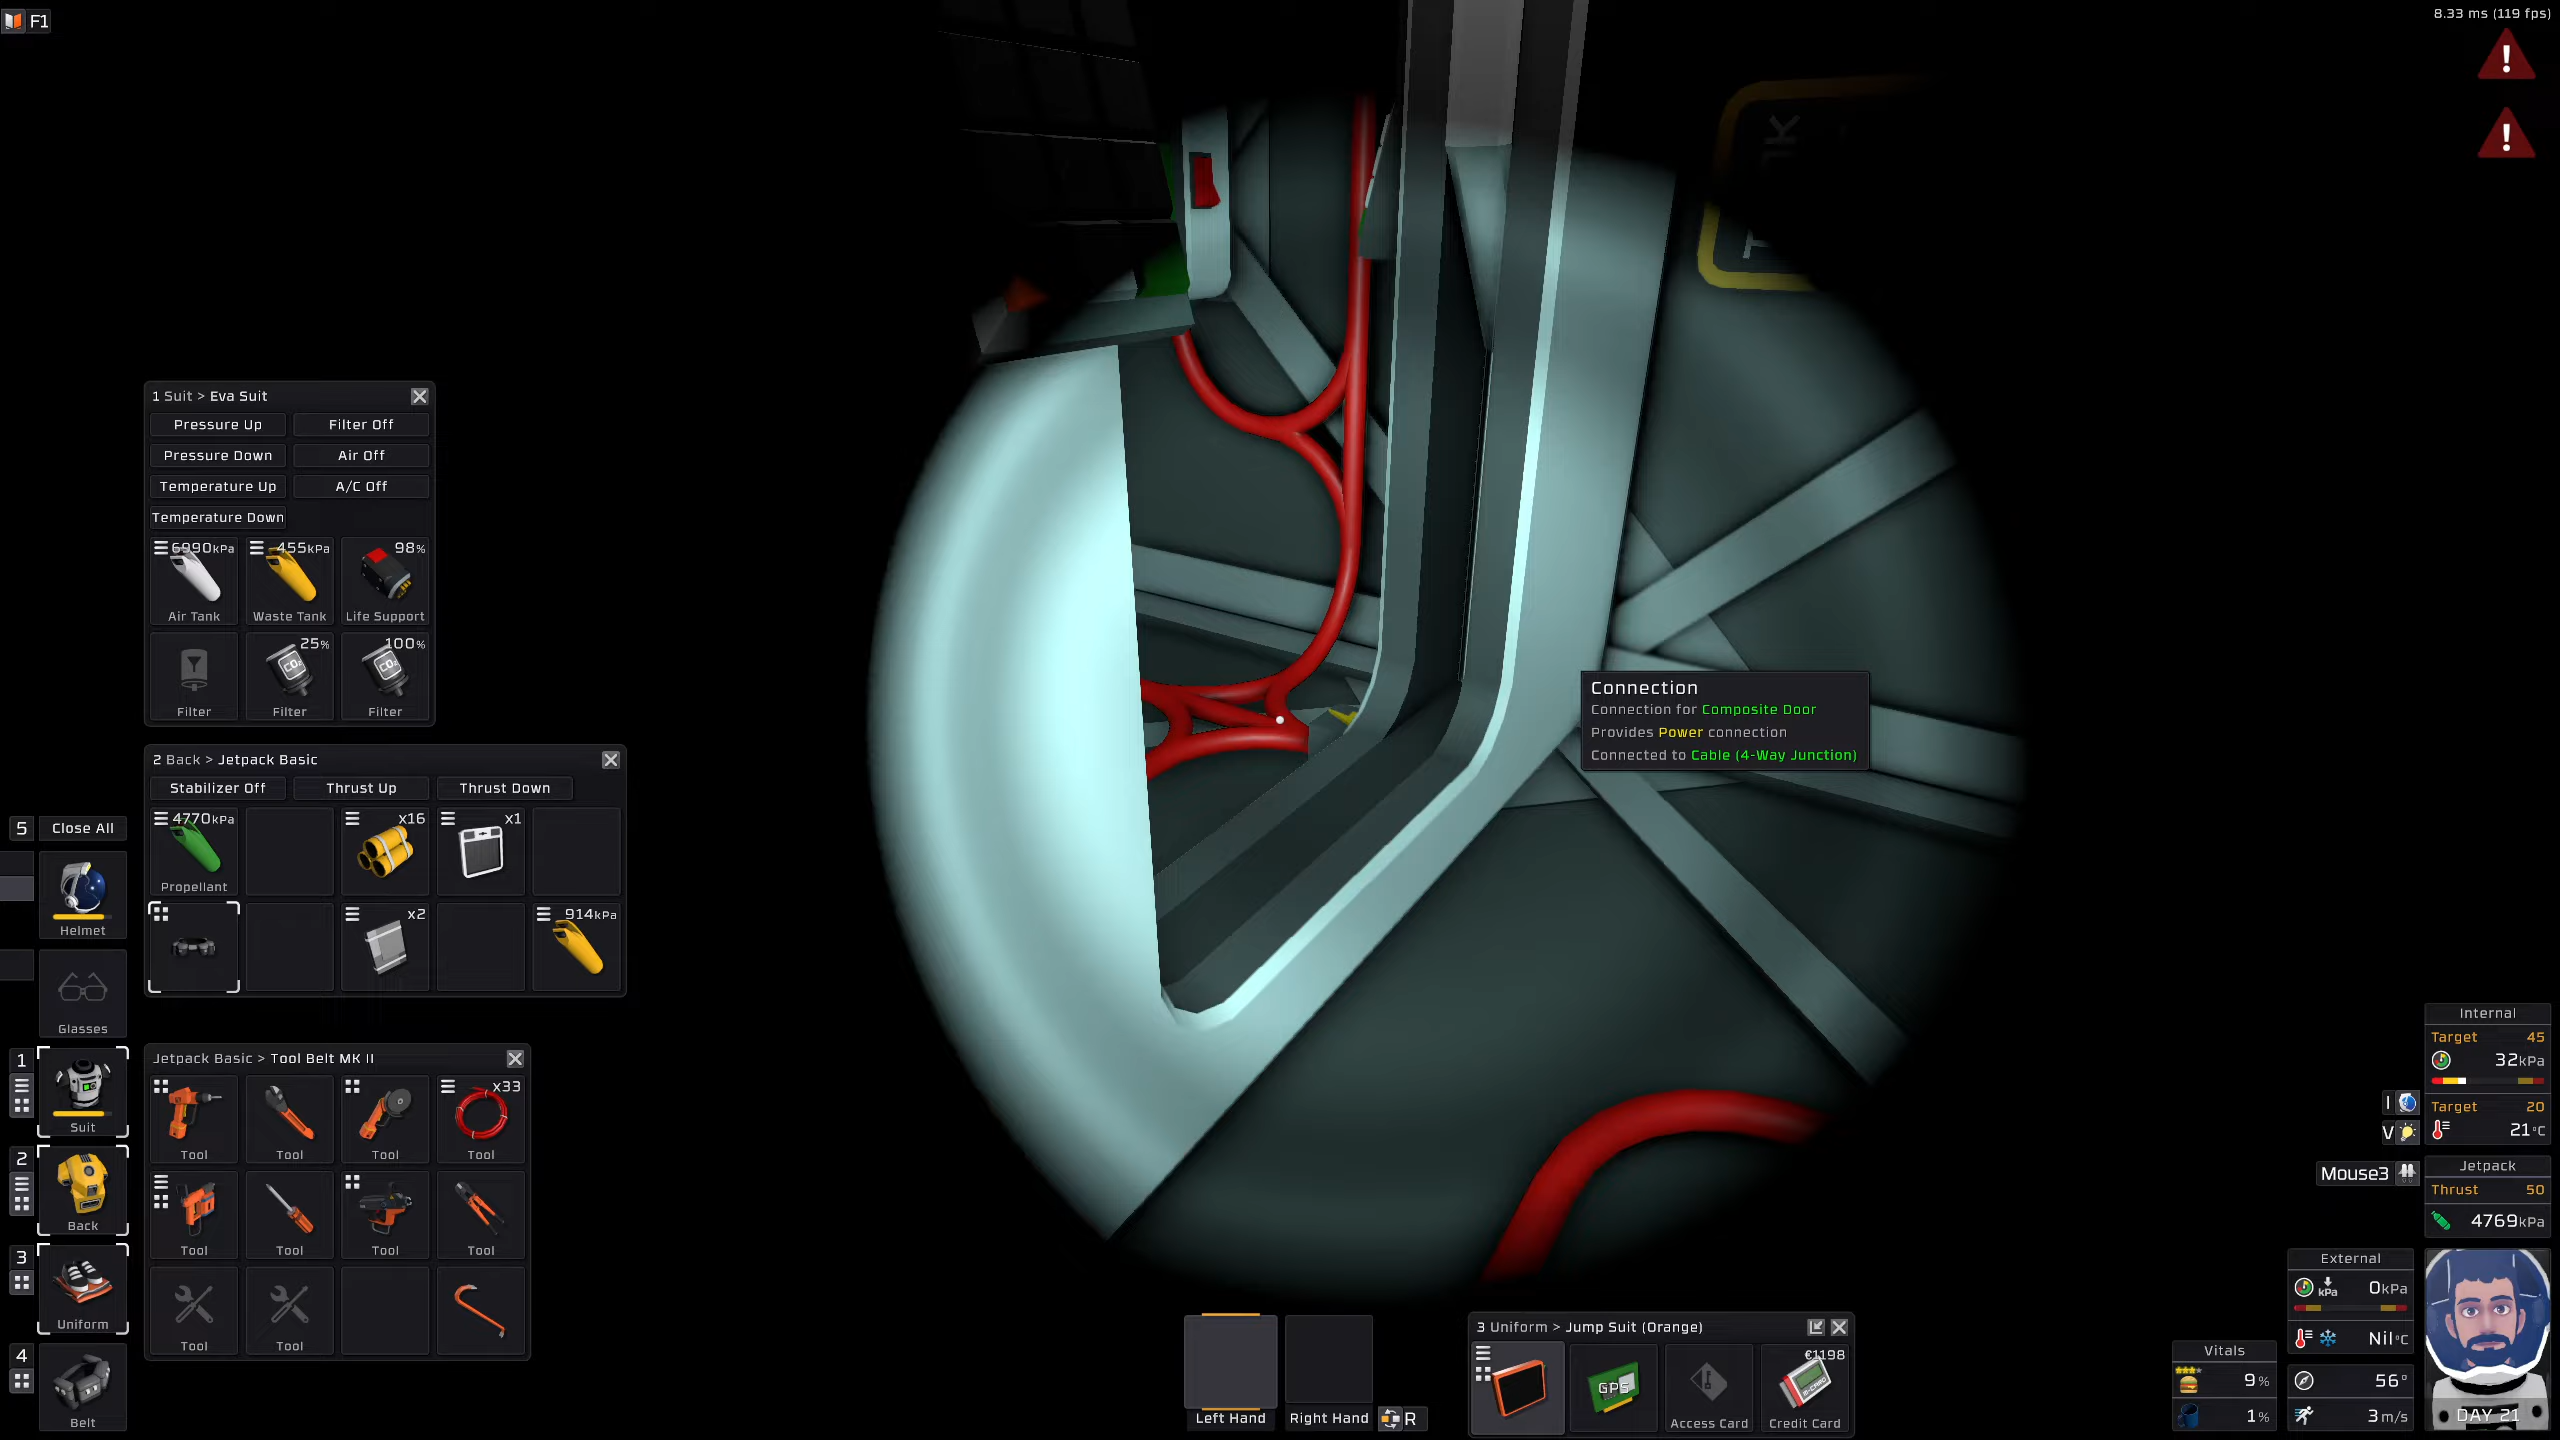 F1
8.33 ms (119 fps)
1 Suit > Eva Suit
Pressure Up
Filter Off
Pressure Down
Air Off
Temperature Up
A/C Off
Temperature Down
6990kPa
455kPa
98%
Air Tank
Waste Tank
Life Support
25%
100%
CO₂
CO₂
Filter
Filter
Filter
Connection
Connection for Composite Door
Provides Power connection
Connected to Cable (4-Way Junction)
2 Back > Jetpack Basic
Stabilizer Off
Thrust Up
Thrust Down
4770kPa
x16
x1
Propellant
x2
914kPa
5
Close All
Helmet
Glasses
1
Suit
2
Back
3
Uniform
4
Belt
Jetpack Basic > Tool Belt MK II
x33
Tool
Tool
Tool
Tool
Tool
Tool
Tool
Tool
Tool
Tool
Left Hand
Right Hand
R
3 Uniform > Jump Suit (Orange)
GPS
€1198
Access Card
Credit Card
Internal
Target 45
32kPa
I
Target 20
V
21°C
Mouse3
Jetpack
Thrust 50
4769kPa
External
kPa
0kPa
Nil°C
Vitals
9%
56°
1%
3m/s
DAY 21